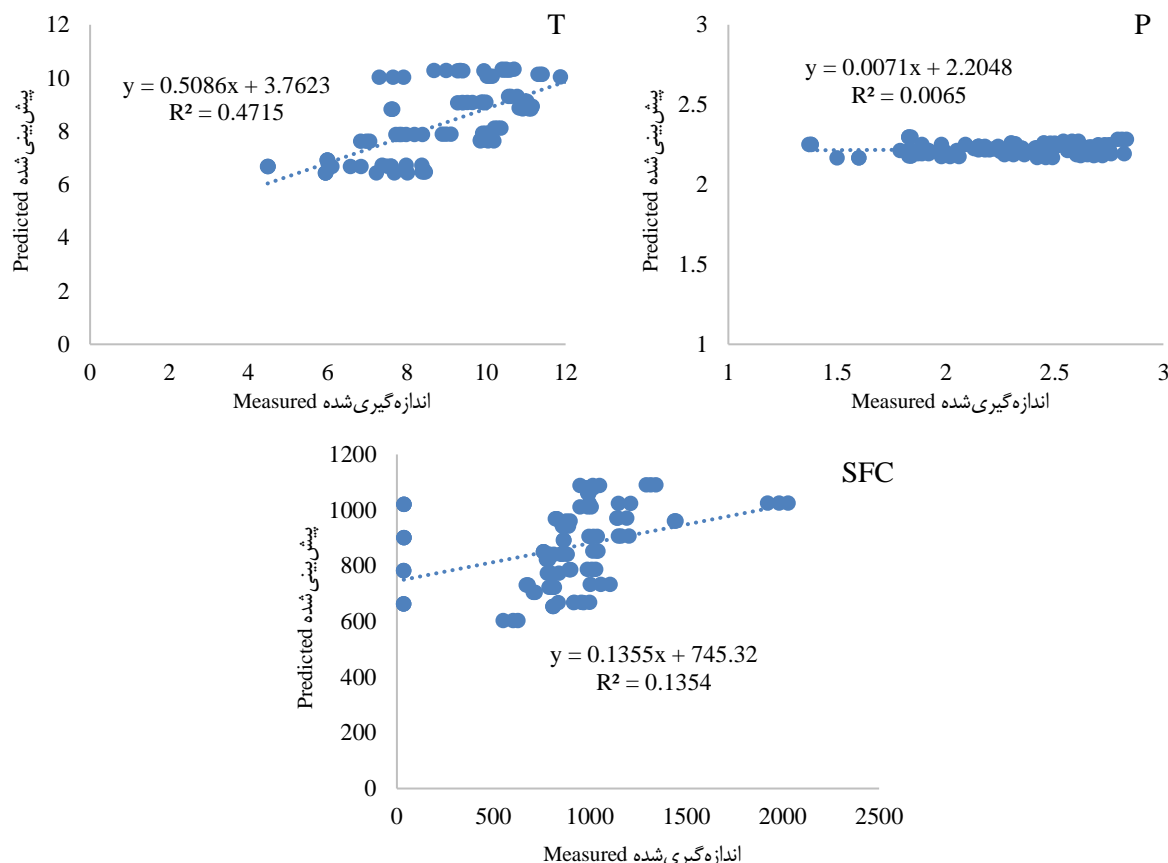 T
y = 0.5086x + 3.7623
R² = 0.4715
12
10
8
6
4
2
0
0 2 4 6 8 10 12
Predicted پیش‌بینی‌شده
Measured اندازه‌گیری‌شده
P
y = 0.0071x + 2.2048
R² = 0.0065
3
2.5
2
1.5
1
1 1.5 2 2.5 3
Predicted پیش‌بینی‌شده
Measured اندازه‌گیری‌شده
SFC
1200
1000
800
600
400
200
0
y = 0.1355x + 745.32
R² = 0.1354
0 500 1000 1500 2000 2500
Predicted پیش‌بینی‌شده
Measured اندازه‌گیری‌شده